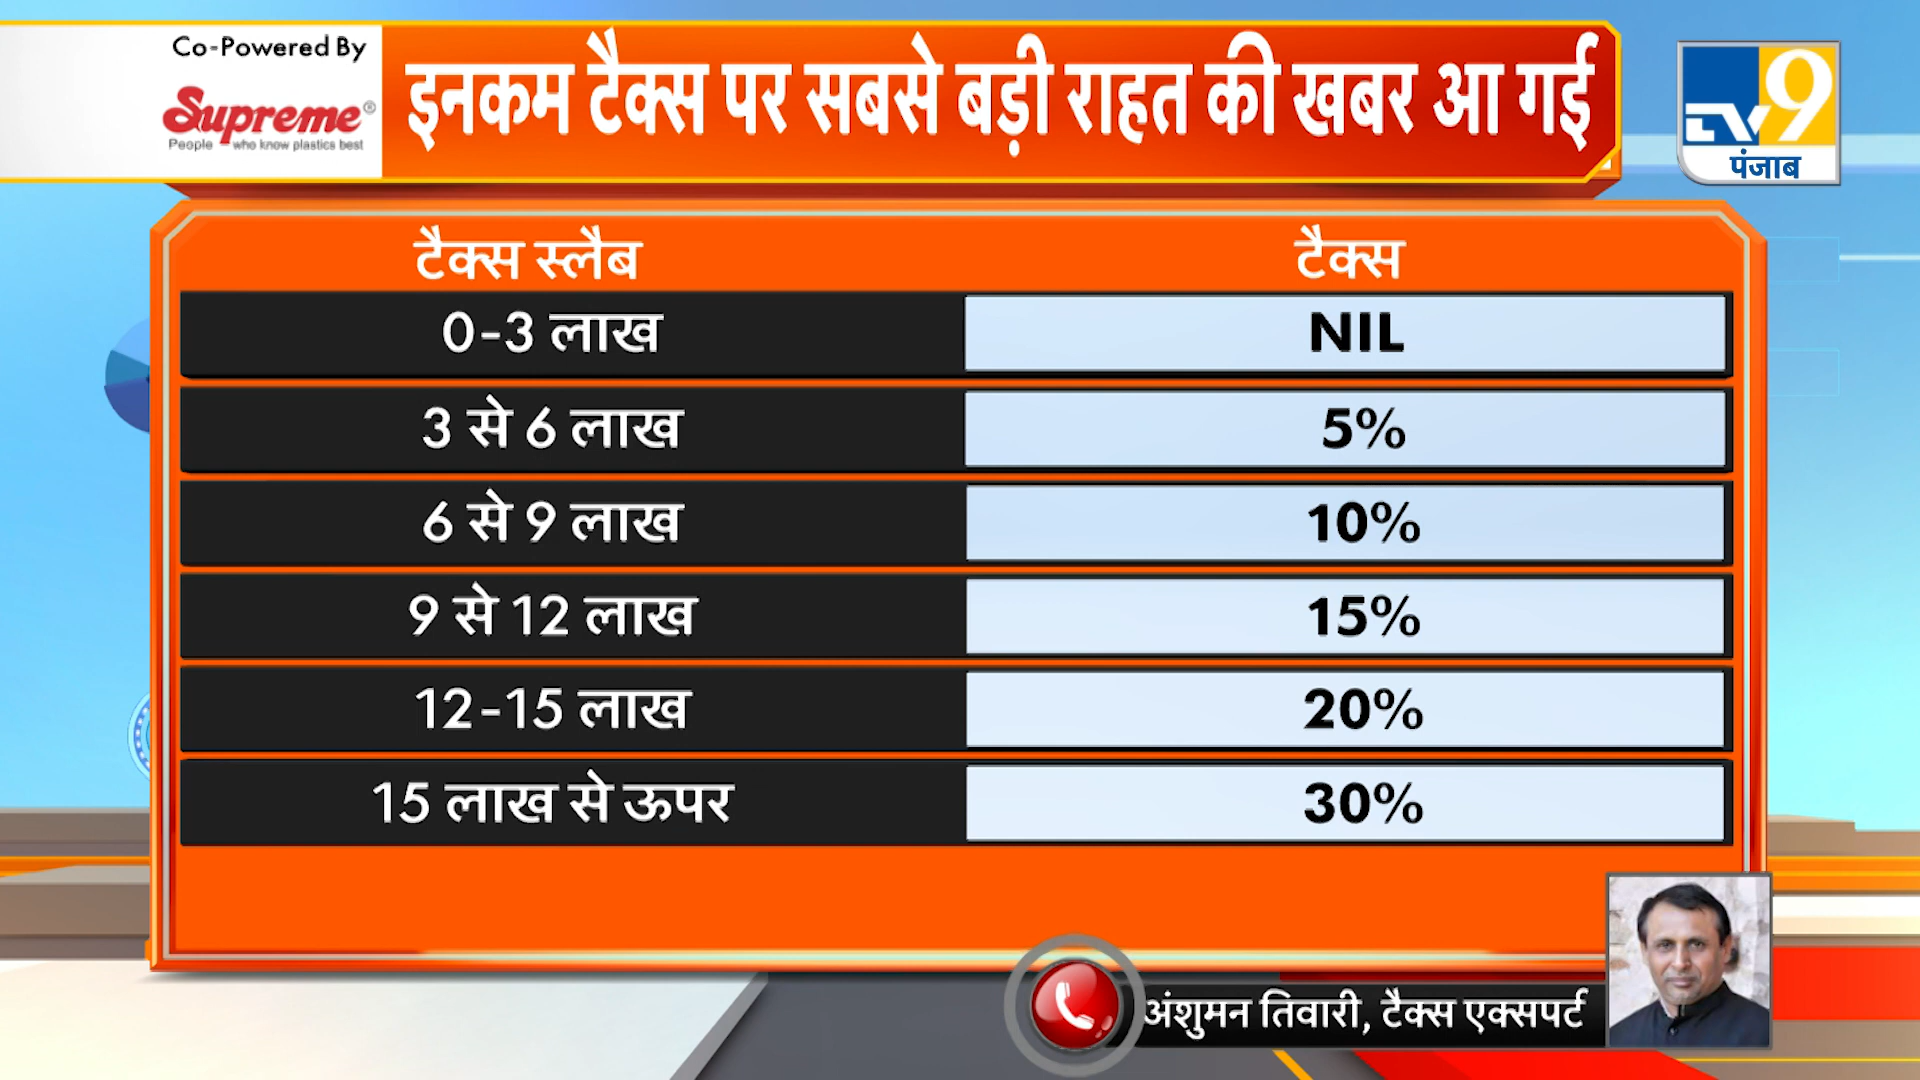 Co-Powered By
Supreme®
People who know plastics best
इनकम टैक्स पर सबसे बड़ी राहत की खबर आ गई
TV9
पंजाब
टैक्स स्लैब टैक्स
0-3 लाख NIL
3 से 6 लाख 5%
6 से 9 लाख 10%
9 से 12 लाख 15%
12-15 लाख 20%
15 लाख से ऊपर 30%
अंशुमन तिवारी, टैक्स एक्सपर्ट